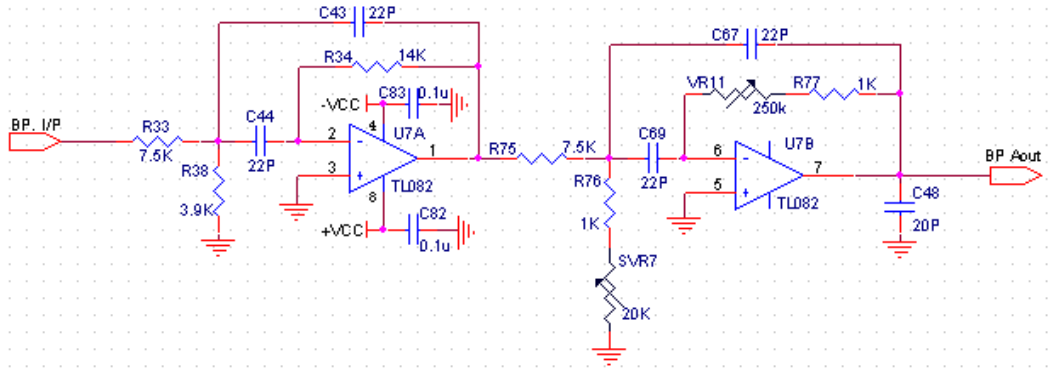 C43 22P
R34 14K
C83 0.1u
-VCC
4
U7A
BP. I/P
R33
7.5K
C44
22P
2
-
3
+
1
8
TL082
R38
3.9K
+VCC
C82
0.1u
C67 22P
VR11
250k
R77
1K
R75
7.5K
C69
22P
6
-
5
+
7
U7B
TL082
BP Aout
R76
1K
C48
20P
SVR7
20K